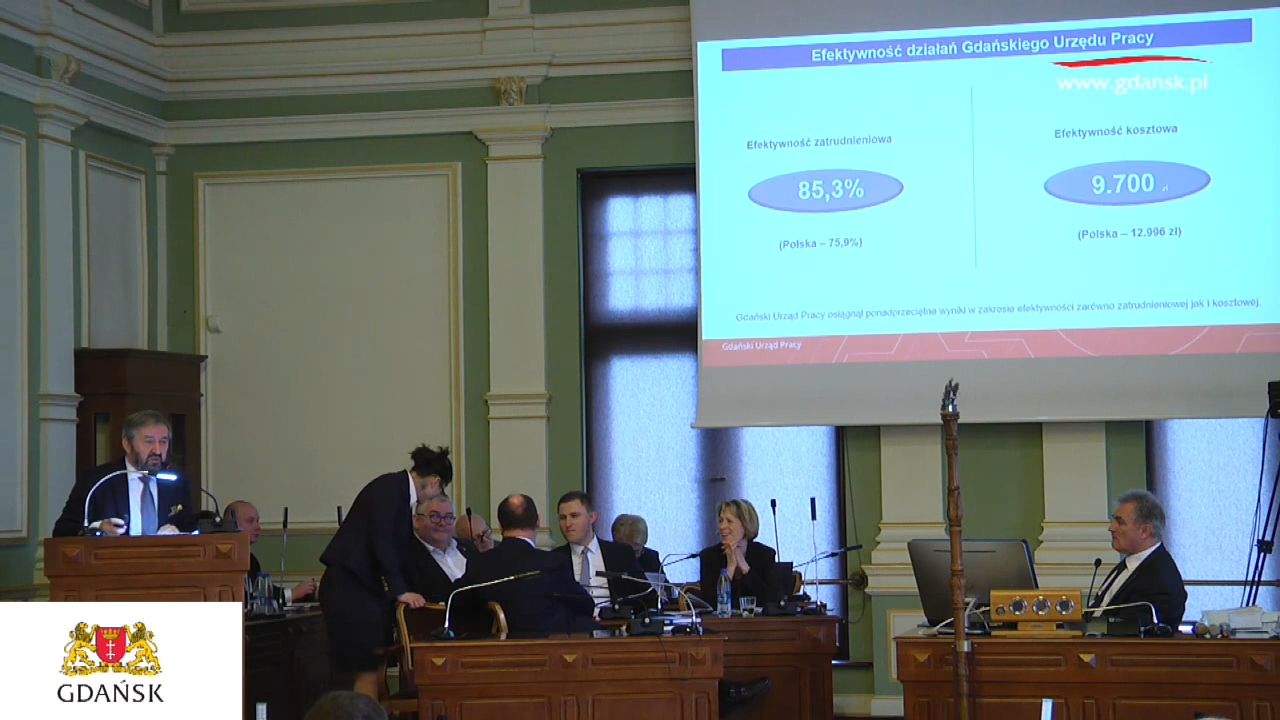 Efektywność działań Gdańskiego Urzędu Pracy
www.gdansk.pl
Efektywność zatrudnieniowa
85,3%
(Polska – 75,9%)
Efektywność kosztowa
9.700 zł
(Polska – 12.996 zł)
Gdański Urząd Pracy osiągnął ponadprzeciętne wyniki w zakresie efektywności zarówno zatrudnieniowej jak i kosztowej.
Gdański Urząd Pracy
GDAŃSK